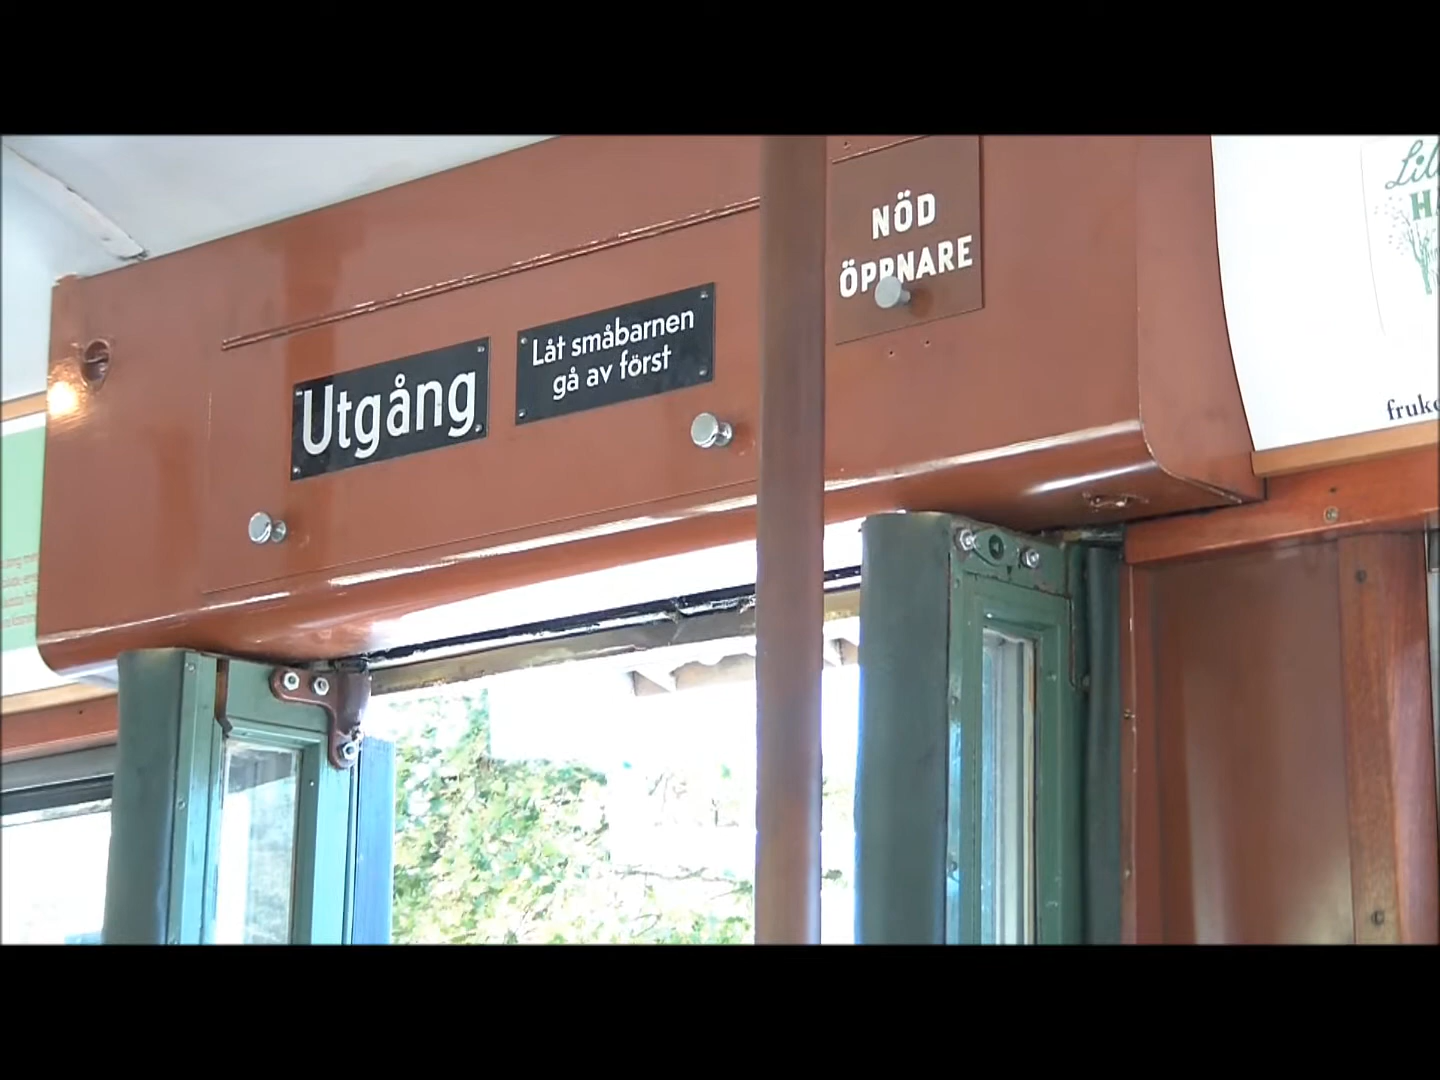 Utgång
Låt småbarnen
gå av först
NÖD
ÖPPNARE